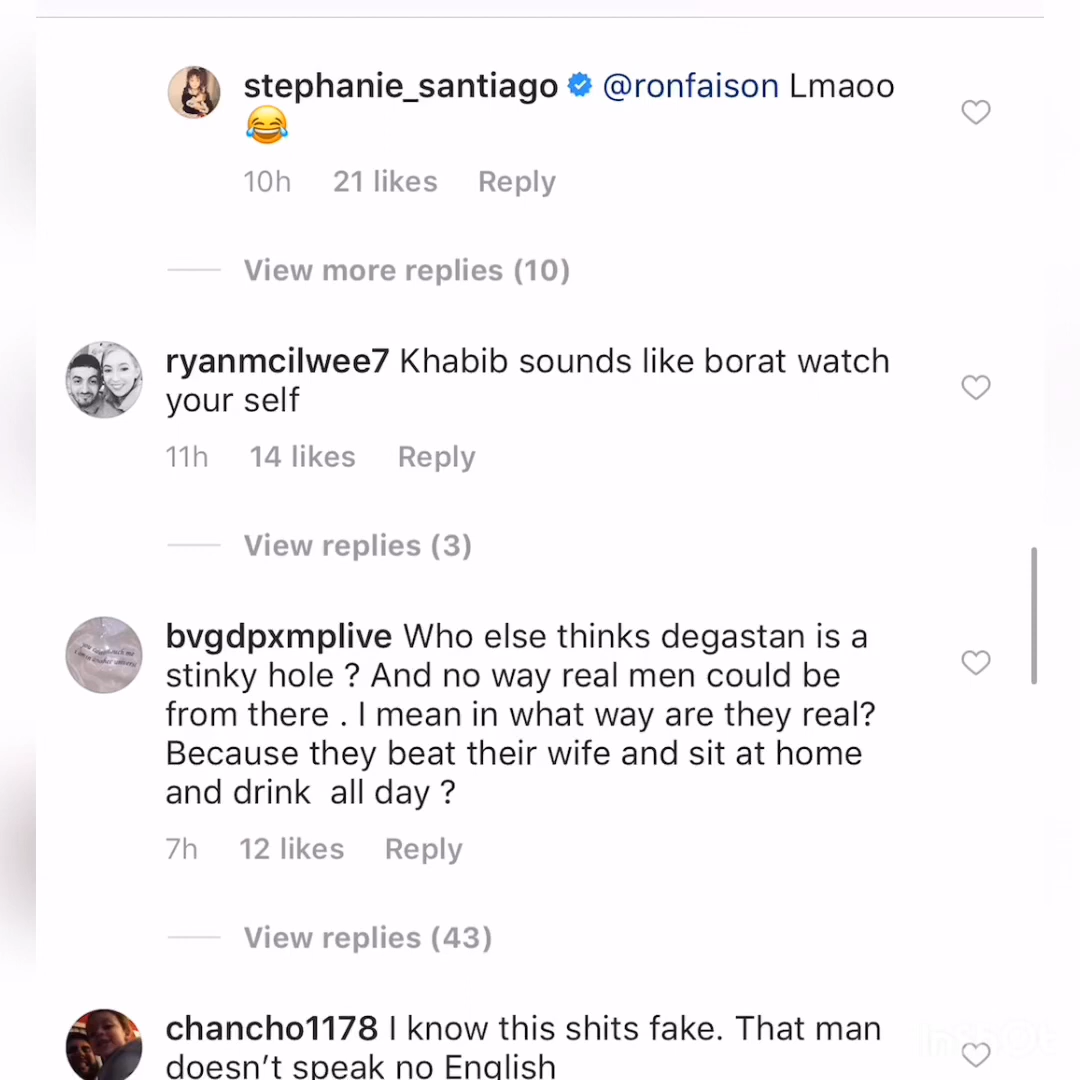 stephanie_santiago @ronfaison Lmaoo
😂
10h 21 likes Reply
View more replies (10)
ryanmcilwee7 Khabib sounds like borat watch
your self
11h 14 likes Reply
View replies (3)
bvgdpxmplive Who else thinks degastan is a
stinky hole ? And no way real men could be
from there . I mean in what way are they real?
Because they beat their wife and sit at home
and drink  all day ?
7h 12 likes Reply
View replies (43)
chancho1178 I know this shits fake. That man
doesn’t speak no English